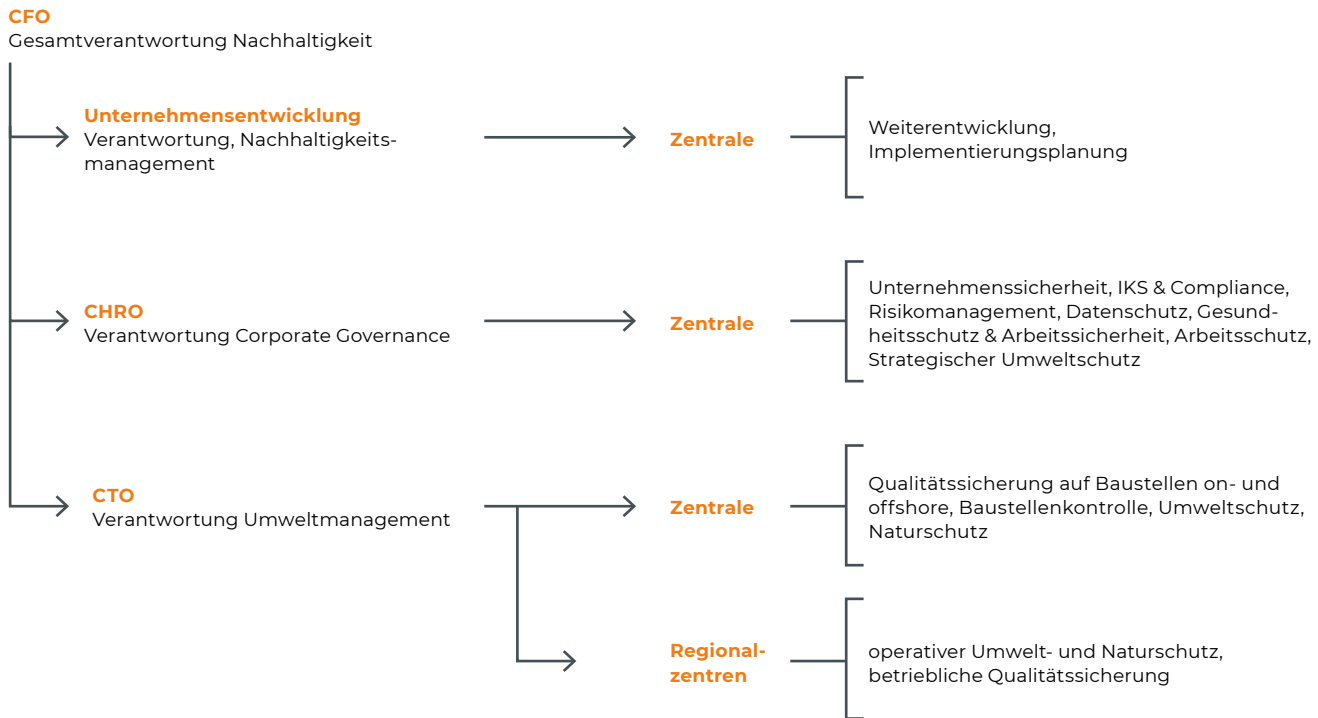 CFO
Gesamtverantwortung Nachhaltigkeit
Unternehmensentwicklung
Verantwortung, Nachhaltigkeits-
management
Zentrale
Weiterentwicklung,
Implementierungsplanung
CHRO
Verantwortung Corporate Governance
Zentrale
Unternehmenssicherheit, IKS & Compliance,
Risikomanagement, Datenschutz, Gesund-
heitsschutz & Arbeitssicherheit, Arbeitsschutz,
Strategischer Umweltschutz
CTO
Verantwortung Umweltmanagement
Zentrale
Qualitätssicherung auf Baustellen on- und
offshore, Baustellenkontrolle, Umweltschutz,
Naturschutz
Regional-
zentren
operativer Umwelt- und Naturschutz,
betriebliche Qualitätssicherung